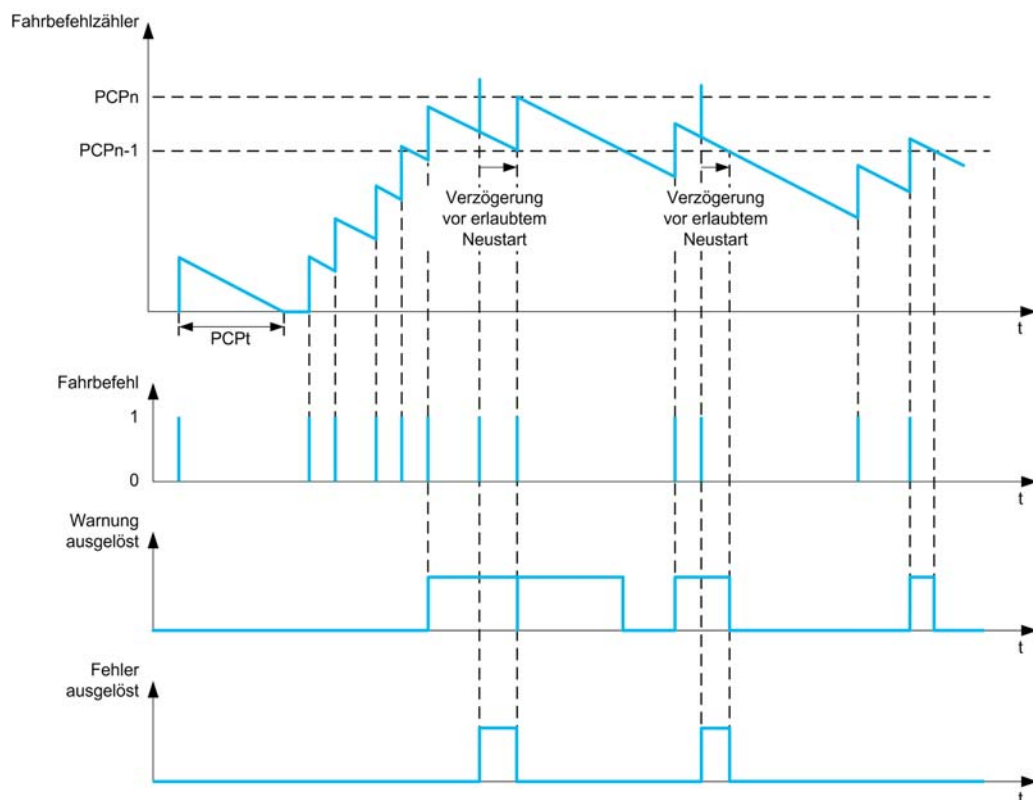 Fahrbefehlzähler
PCPn
PCPn-1
Verzögerung
vor erlaubtem
Neustart
Verzögerung
vor erlaubtem
Neustart
PCPt
t
Fahrbefehl
1
0
t
Warnung
ausgelöst
t
Fehler
ausgelöst
t